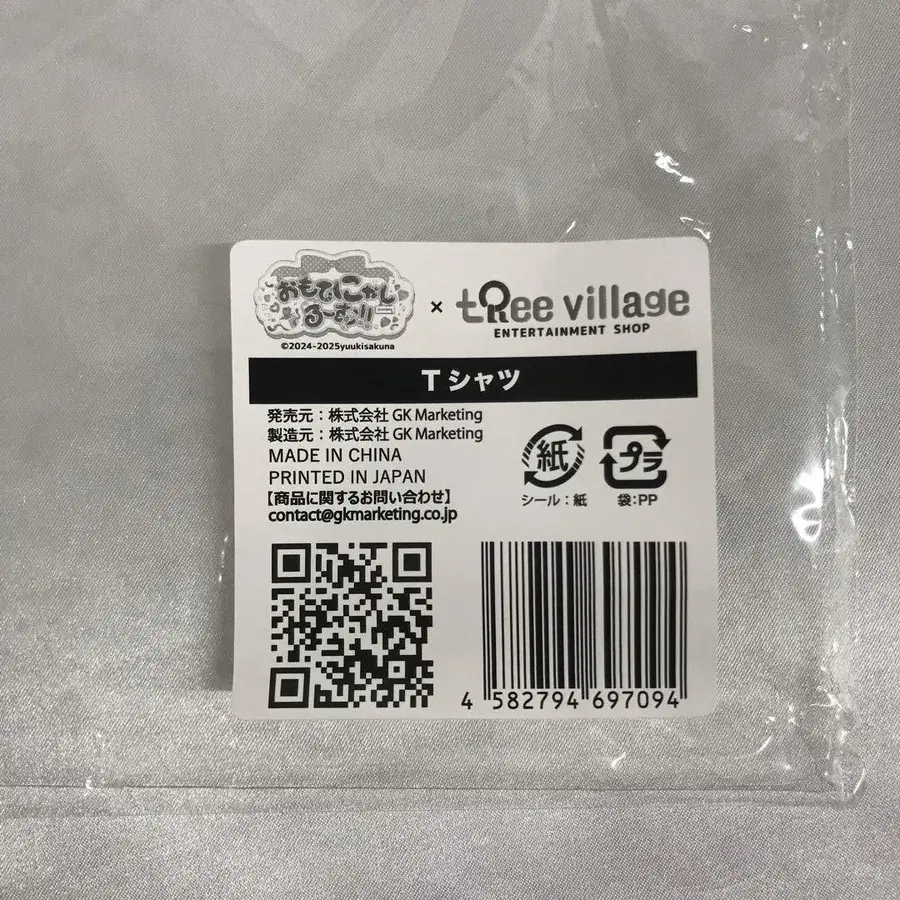 おもてにゃし
るーむ!!
©2024-2025yuukisakuna
×
tRee village
ENTERTAINMENT SHOP
Tシャツ
発売元：株式会社 GK Marketing
製造元：株式会社 GK Marketing
MADE IN CHINA
PRINTED IN JAPAN
【商品に関するお問い合わせ】
contact@gkmarketing.co.jp
紙
シール：紙
プラ
袋：PP
4 582794 697094